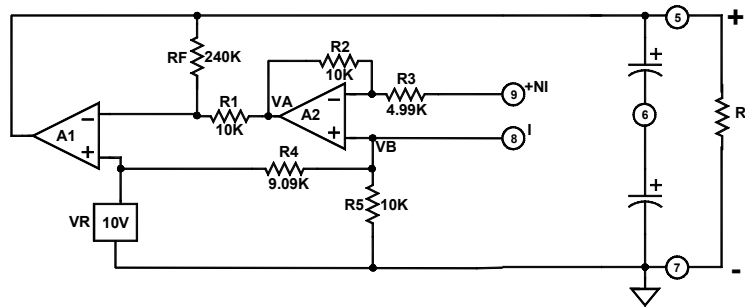 5
+
RF
240K
R2
10K
R3
4.99K
9
+NI
R1
10K
VA
A2
-
+
VB
8
I
6
+
R
A1
-
+
R4
9.09K
R5
10K
VR
10V
+
7
-